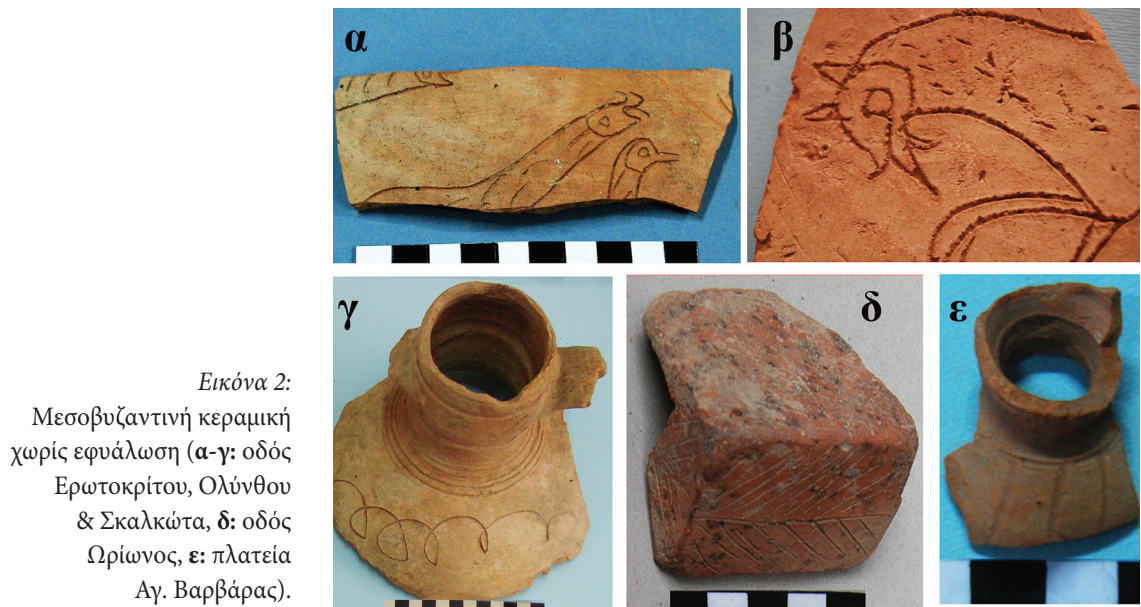 α
β
γ
δ
ε
Εικόνα 2:
Μεσοβυζαντινή κεραμική
χωρίς εφυάλωση (α-γ: οδός
Ερωτοκρίτου, Ολύνθου
& Σκαλκώτα, δ: οδός
Ωρίωνος, ε: πλατεία
Αγ. Βαρβάρας).